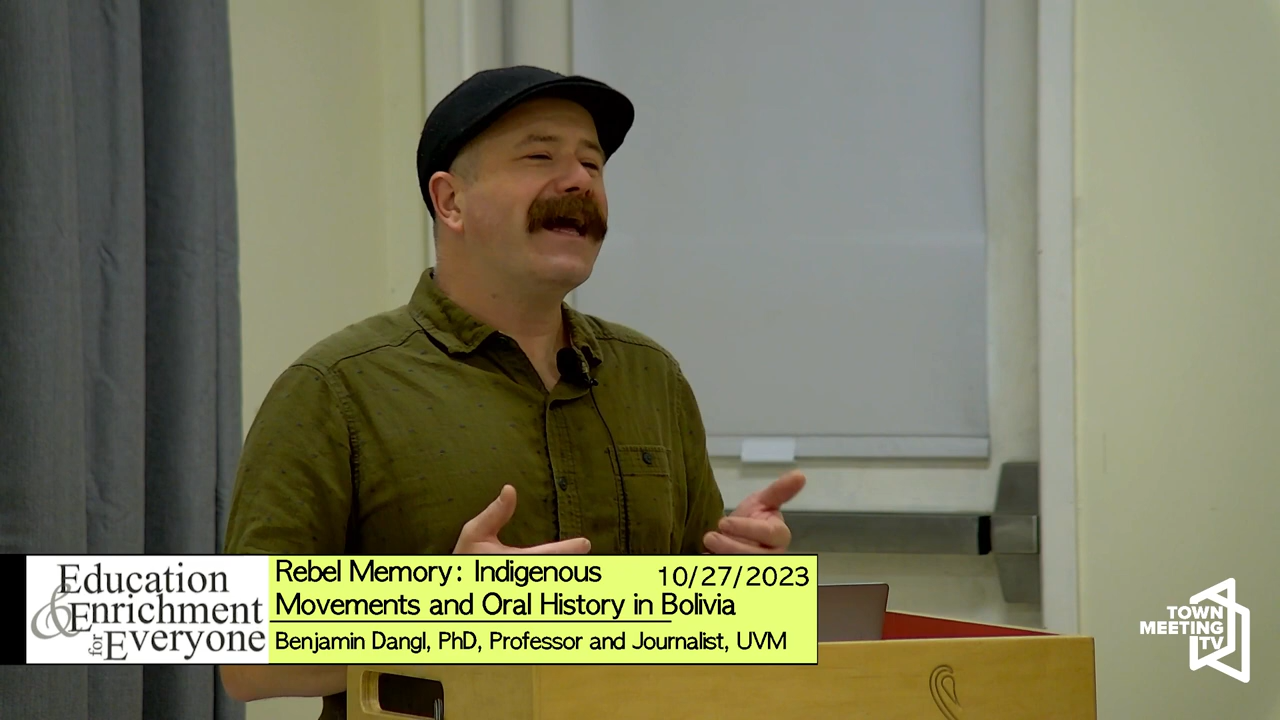 Education
& Enrichment
for Everyone
Rebel Memory: Indigenous 10/27/2023
Movements and Oral History in Bolivia
Benjamin Dangl, PhD, Professor and Journalist, UVM
TOWN
MEETING
TV